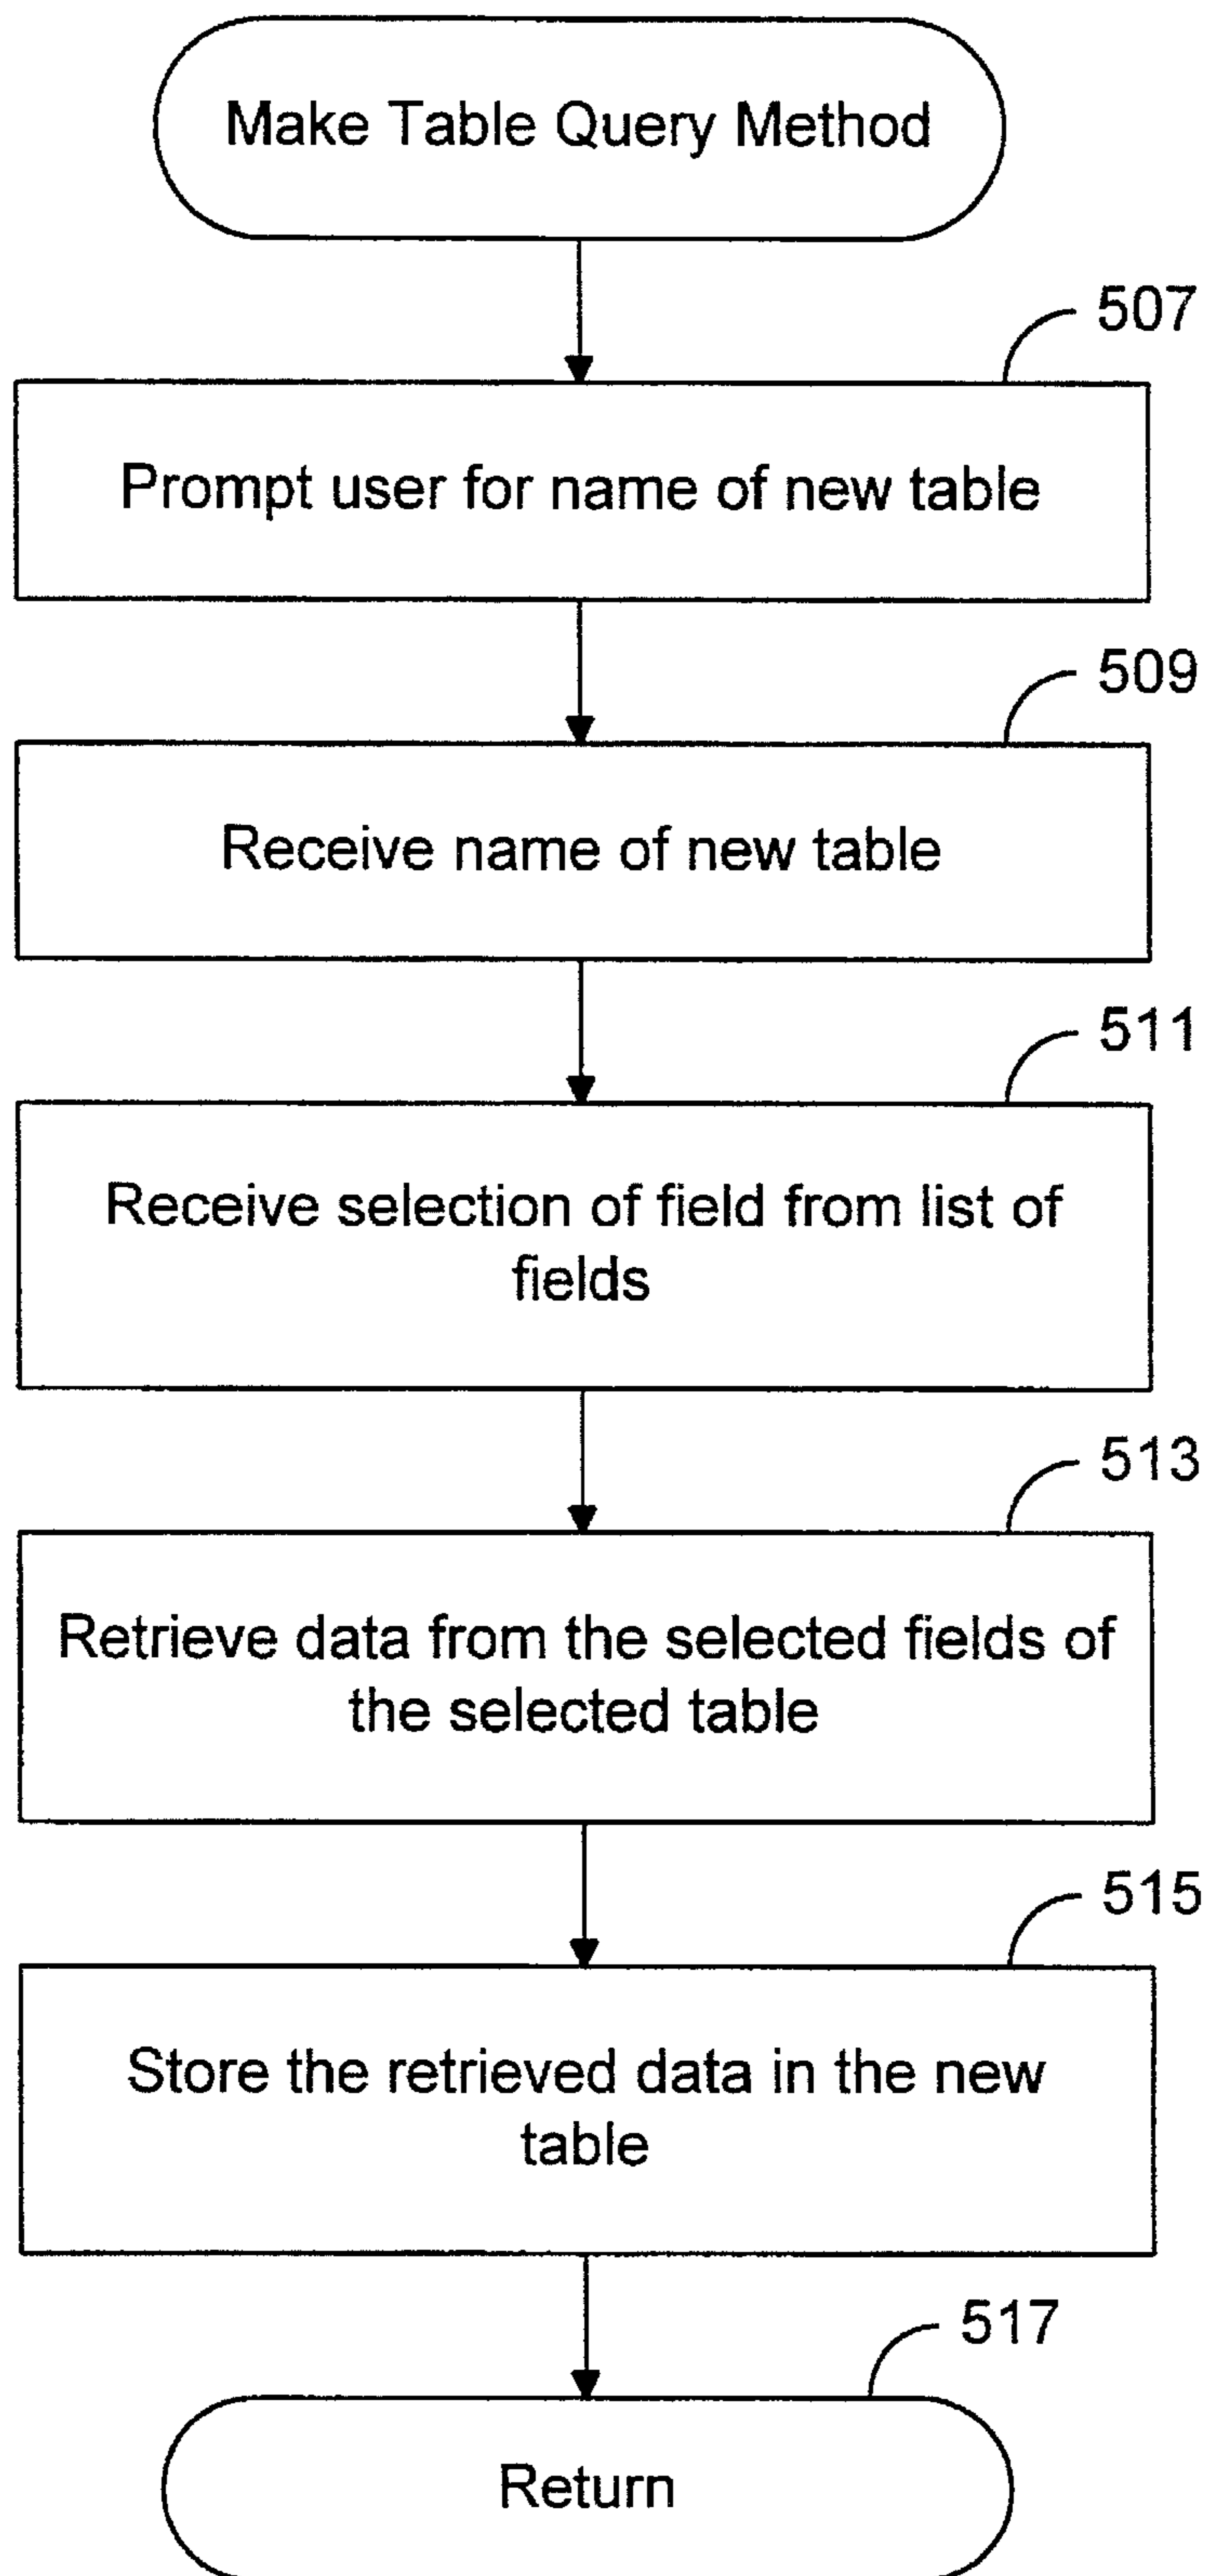 Make Table Query Method
507
Prompt user for name of new table
509
Receive name of new table
511
Receive selection of field from list of
fields
513
Retrieve data from the selected fields of
the selected table
515
Store the retrieved data in the new
table
517
Return